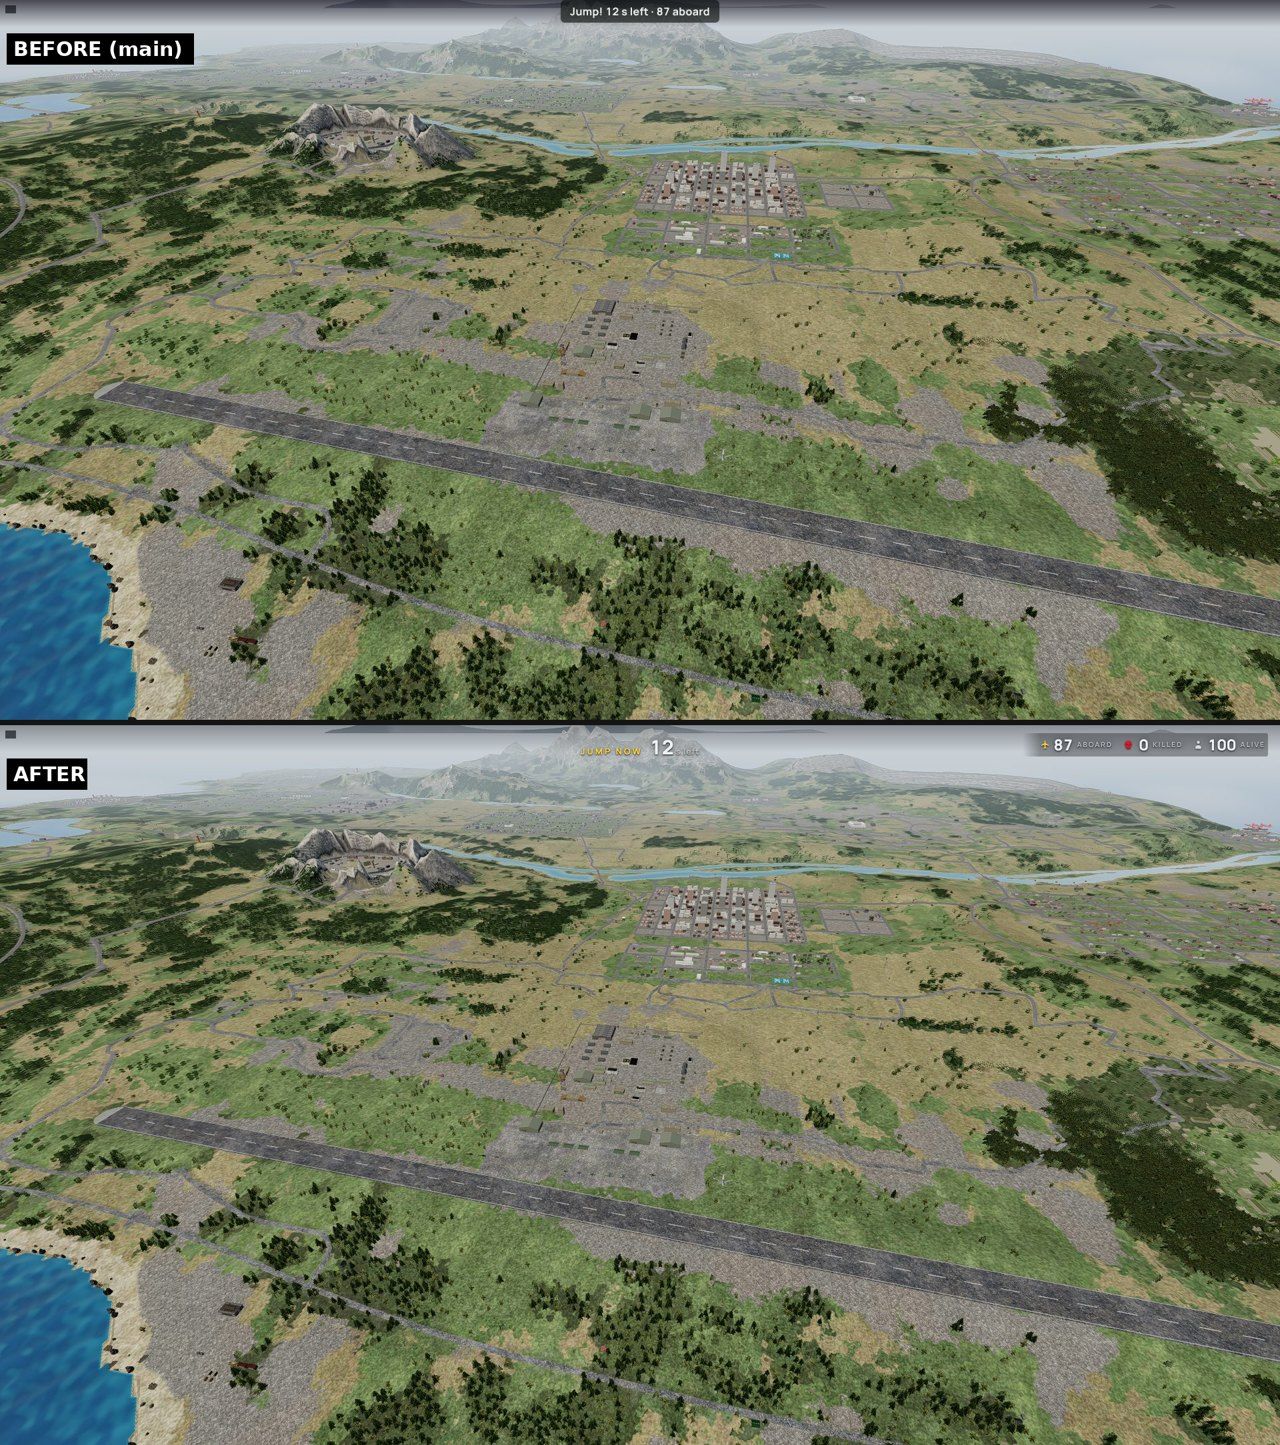 Jump! 12 s left · 87 aboard
BEFORE (main)
JUMP NOW 12 s left
87 ABOARD 0 KILLED 100 ALIVE
AFTER